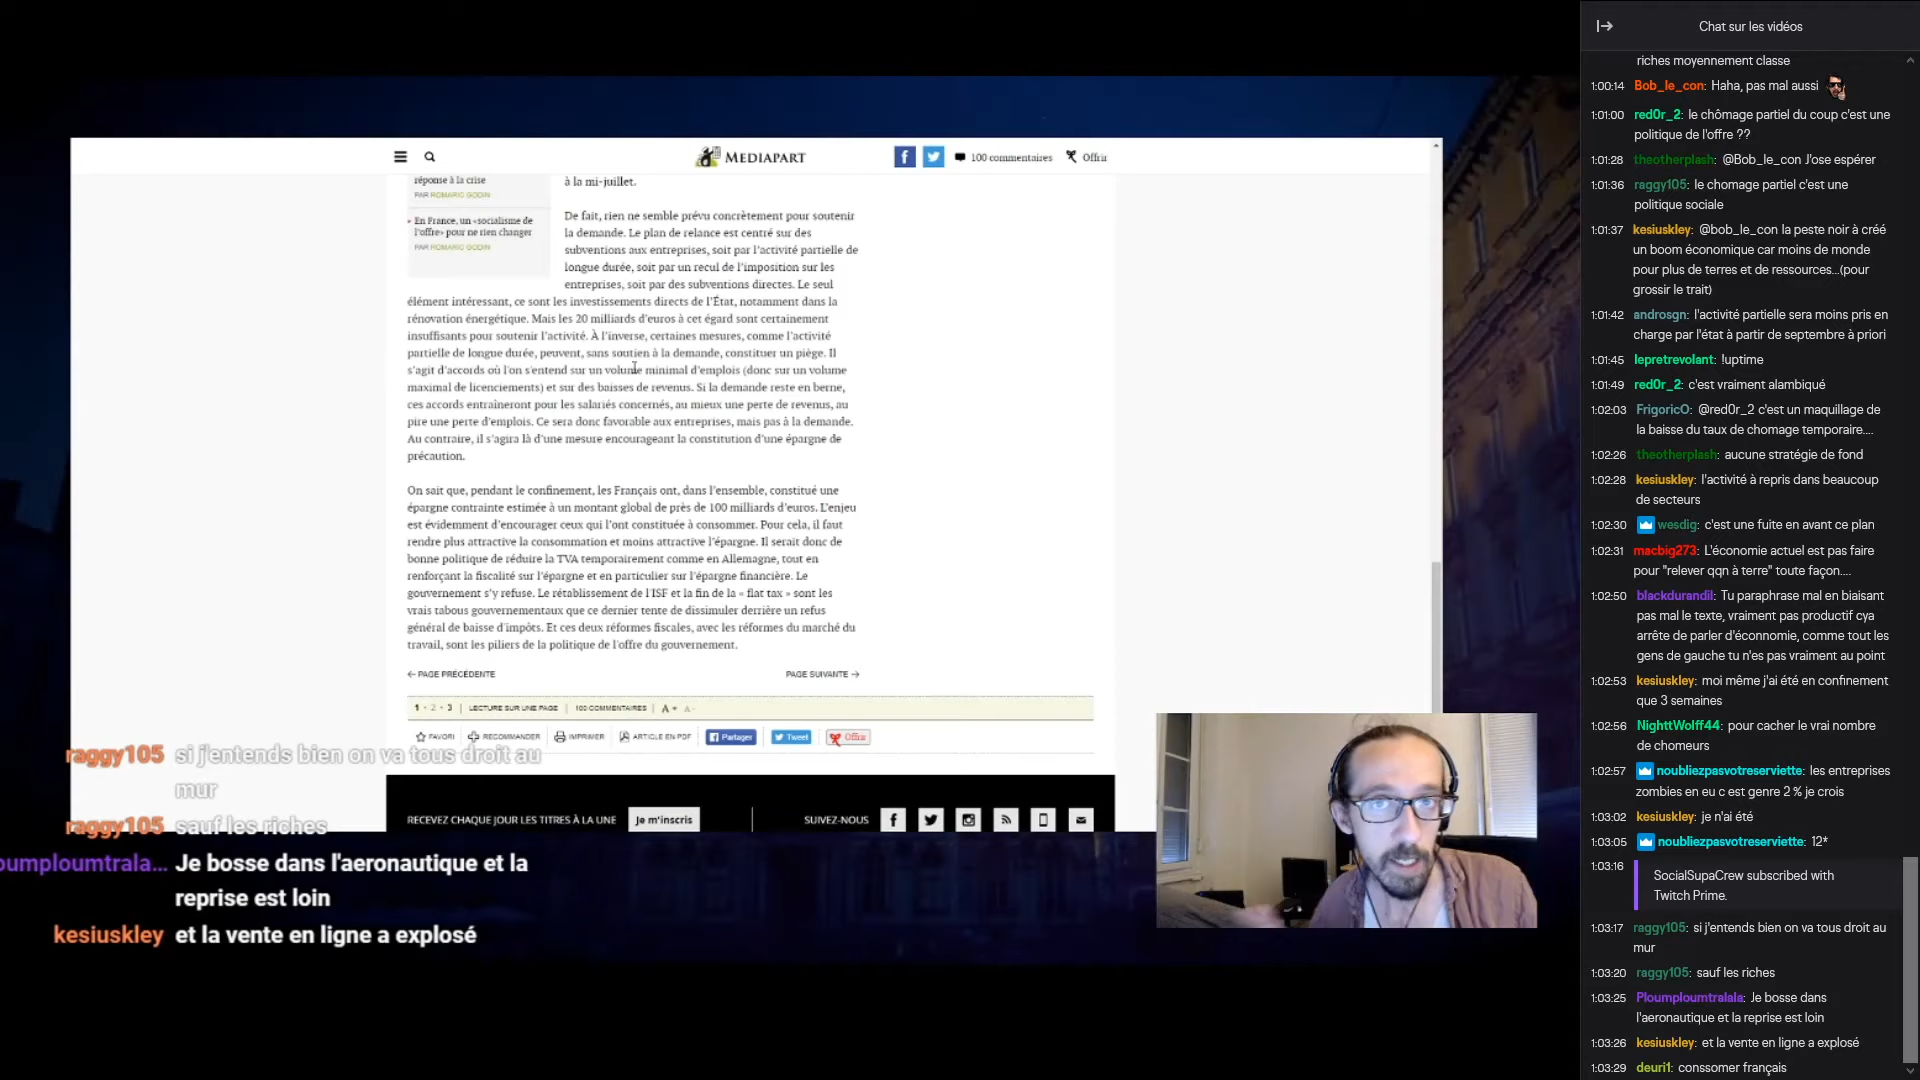 MEDIAPART
100 commentaires
Offrir
réponse à la crise
PAR ROMARIC GODIN
En France, un «socialisme de
l'offre» pour ne rien changer
PAR ROMARIC GODIN
à la mi-juillet.
De fait, rien ne semble prévu concrètement pour soutenir
la demande. Le plan de relance est centré sur des
subventions aux entreprises, soit par l'activité partielle de
longue durée, soit par un recul de l'imposition sur les
entreprises, soit par des subventions directes. Le seul
élément intéressant, ce sont les investissements directs de l'État, notamment dans la
rénovation énergétique. Mais les 20 milliards d'euros à cet égard sont certainement
insuffisants pour soutenir l'activité. À l'inverse, certaines mesures, comme l'activité
partielle de longue durée, peuvent, sans soutien à la demande, constituer un piège. Il
s'agit d'accords où l'on s'entend sur un volume minimal d'emplois (donc sur un volume
maximal de licenciements) et sur des baisses de revenus. Si la demande reste en berne,
ces accords entraîneront pour les salariés concernés, au mieux une perte de revenus, au
pire une perte d'emplois. Ce sera donc favorable aux entreprises, mais pas à la demande.
Au contraire, il s'agira là d'une mesure encourageant la constitution d'une épargne de
précaution.
On sait que, pendant le confinement, les Français ont, dans l'ensemble, constitué une
épargne contrainte estimée à un montant global de près de 100 milliards d'euros. L'enjeu
est évidemment d'encourager ceux qui l'ont constituée à consommer. Pour cela, il faut
rendre plus attractive la consommation et moins attractive l'épargne. Il serait donc de
bonne politique de réduire la TVA temporairement comme en Allemagne, tout en
renforçant la fiscalité sur l'épargne et en particulier sur l'épargne financière. Le
gouvernement s'y refuse. Le rétablissement de l'ISF et la fin de la « flat tax » sont les
vrais tabous gouvernementaux que ce dernier tente de dissimuler derrière un refus
général de baisse d'impôts. Et ces deux réformes fiscales, avec les réformes du marché du
travail, sont les piliers de la politique de l'offre du gouvernement.
← PAGE PRÉCÉDENTE
PAGE SUIVANTE →
1 · 2 · 3 | LECTURE SUR UNE PAGE | 100 COMMENTAIRES | A+ A-
FAVORI RECOMMANDER IMPRIMER ARTICLE EN PDF Partager Tweet Offrir
RECEVEZ CHAQUE JOUR LES TITRES À LA UNE Je m'inscris SUIVEZ-NOUS
raggy105 si j'entends bien on va tous droit au
mur
raggy105 sauf les riches
oumploumtrala... Je bosse dans l'aeronautique et la
reprise est loin
kesiuskley et la vente en ligne a explosé
Chat sur les vidéos
riches moyennement classe
1:00:14 Bob_le_con: Haha, pas mal aussi
1:01:00 red0r_2: le chômage partiel du coup c'est une
politique de l'offre ??
1:01:28 theotherplash: @Bob_le_con J'ose espérer
1:01:36 raggy105: le chomage partiel c'est une
politique sociale
1:01:37 kesiuskley: @bob_le_con la peste noir à créé
un boom économique car moins de monde
pour plus de terres et de ressources...(pour
grossir le trait)
1:01:42 androsgn: l'activité partielle sera moins pris en
charge par l'état à partir de septembre à priori
1:01:45 lepretrevolant: !uptime
1:01:49 red0r_2: c'est vraiment alambiqué
1:02:03 FrigoricO: @red0r_2 c'est un maquillage de
la baisse du taux de chomage temporaire....
1:02:26 theotherplash: aucune stratégie de fond
1:02:28 kesiuskley: l'activité à repris dans beaucoup
de secteurs
1:02:30 wesdig: c'est une fuite en avant ce plan
1:02:31 macbig273: L'économie actuel est pas faire
pour "relever qqn à terre" toute façon....
1:02:50 blackdurandil: Tu paraphrase mal en biaisant
pas mal le texte, vraiment pas productif cya
arrête de parler d'éconnomie, comme tout les
gens de gauche tu n'es pas vraiment au point
1:02:53 kesiuskley: moi même j'ai été en confinement
que 3 semaines
1:02:56 NighttWolff44: pour cacher le vrai nombre
de chomeurs
1:02:57 noubliezpasvotreserviette: les entreprises
zombies en eu c est genre 2 % je crois
1:03:02 kesiuskley: je n'ai été
1:03:05 noubliezpasvotreserviette: 12*
1:03:16 SocialSupaCrew subscribed with
Twitch Prime.
1:03:17 raggy105: si j'entends bien on va tous droit au
mur
1:03:20 raggy105: sauf les riches
1:03:25 Ploumploumtralala: Je bosse dans
l'aeronautique et la reprise est loin
1:03:26 kesiuskley: et la vente en ligne a explosé
1:03:29 deuri1: conssomer français